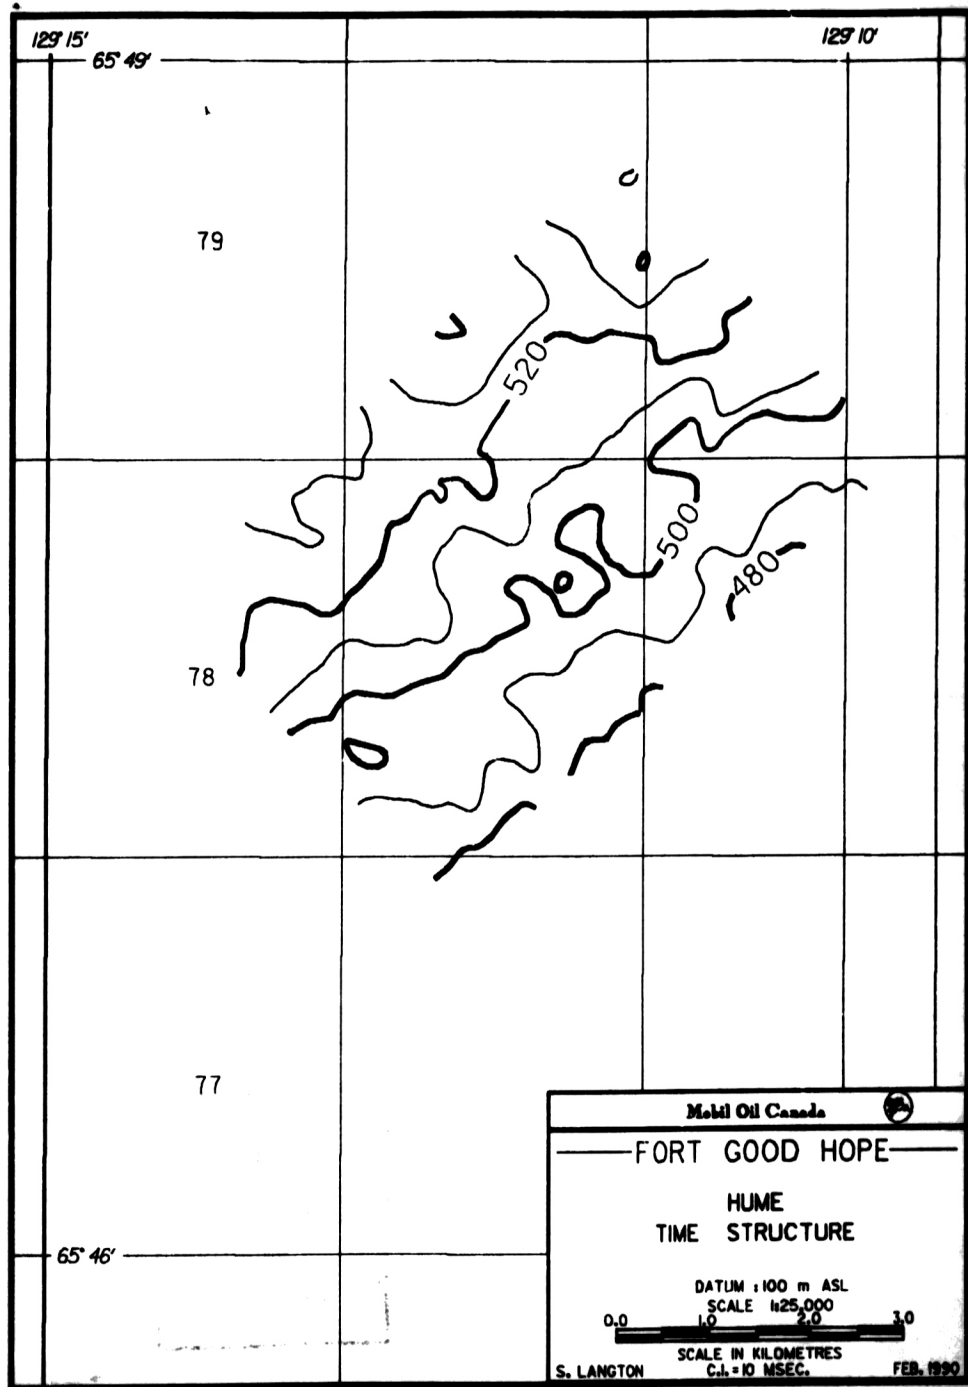 129° 15'
129° 10'
65° 49'
79
520
500
480
78
77
Mobil Oil Canada
FORT GOOD HOPE
HUME
TIME STRUCTURE
65° 46'
DATUM : 100 m ASL
SCALE 1:25,000
0.0 1.0 2.0 3.0
SCALE IN KILOMETRES
S. LANGTON C.I. = 10 MSEC. FEB. 1990